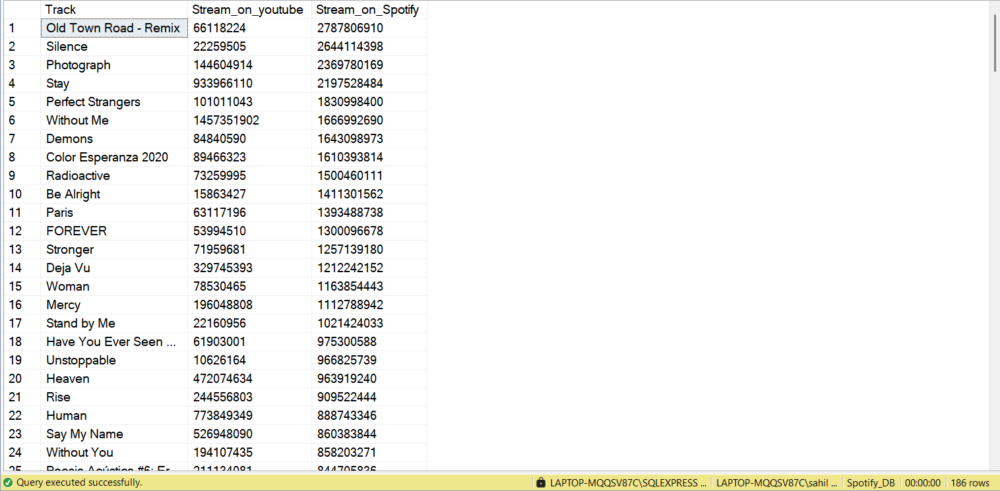 Track Stream_on_youtube Stream_on_Spotify
1 Old Town Road - Remix 66118224 2787806910
2 Silence 22259505 2644114398
3 Photograph 144604914 2369780169
4 Stay 933966110 2197528484
5 Perfect Strangers 101011043 1830998400
6 Without Me 1457351902 1666992690
7 Demons 84840590 1643098973
8 Color Esperanza 2020 89466323 1610393814
9 Radioactive 73259995 1500460111
10 Be Alright 15863427 1411301562
11 Paris 63117196 1393488738
12 FOREVER 53994510 1300096678
13 Stronger 71959681 1257139180
14 Deja Vu 329745393 1212242152
15 Woman 78530465 1163854443
16 Mercy 196048808 1112788942
17 Stand by Me 22160956 1021424033
18 Have You Ever Seen ... 61903001 975300588
19 Unstoppable 10626164 966825739
20 Heaven 472074634 963919240
21 Rise 244556803 909522444
22 Human 773849349 888743346
23 Say My Name 526948090 860383844
24 Without You 194107435 858203271
25 Poesia Acústica #6: Er
Query executed successfully. LAPTOP-MQQSV87C\SQLEXPRESS ... LAPTOP-MQQSV87C\sahil ... Spotify_DB 00:00:00 186 rows